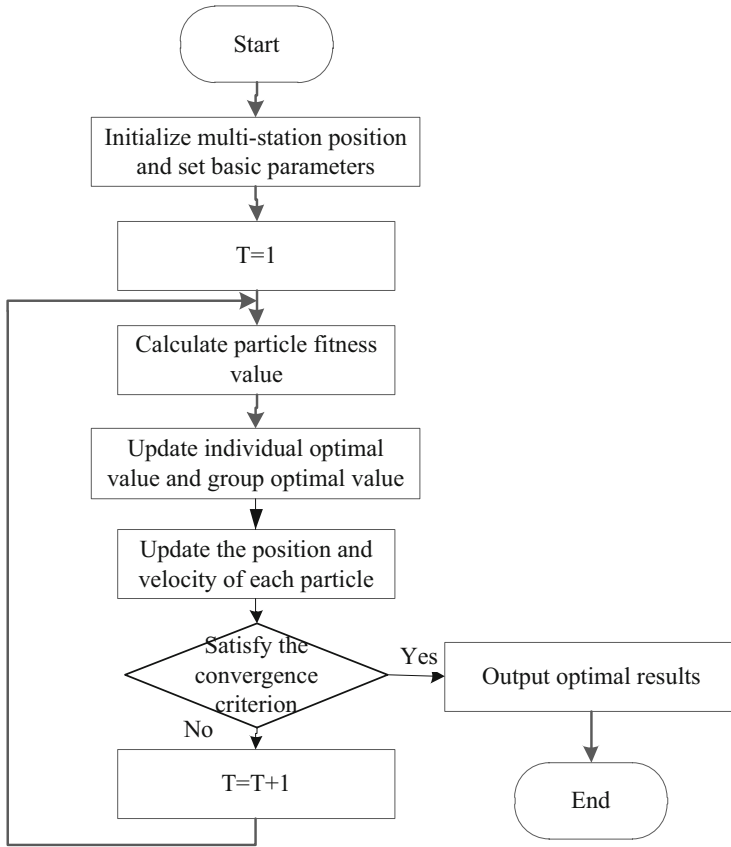 Start
Initialize multi-station position
and set basic parameters
T=1
Calculate particle fitness
value
Update individual optimal
value and group optimal value
Update the position and
velocity of each particle
Satisfy the
convergence
criterion
Yes
Output optimal results
No
T=T+1
End